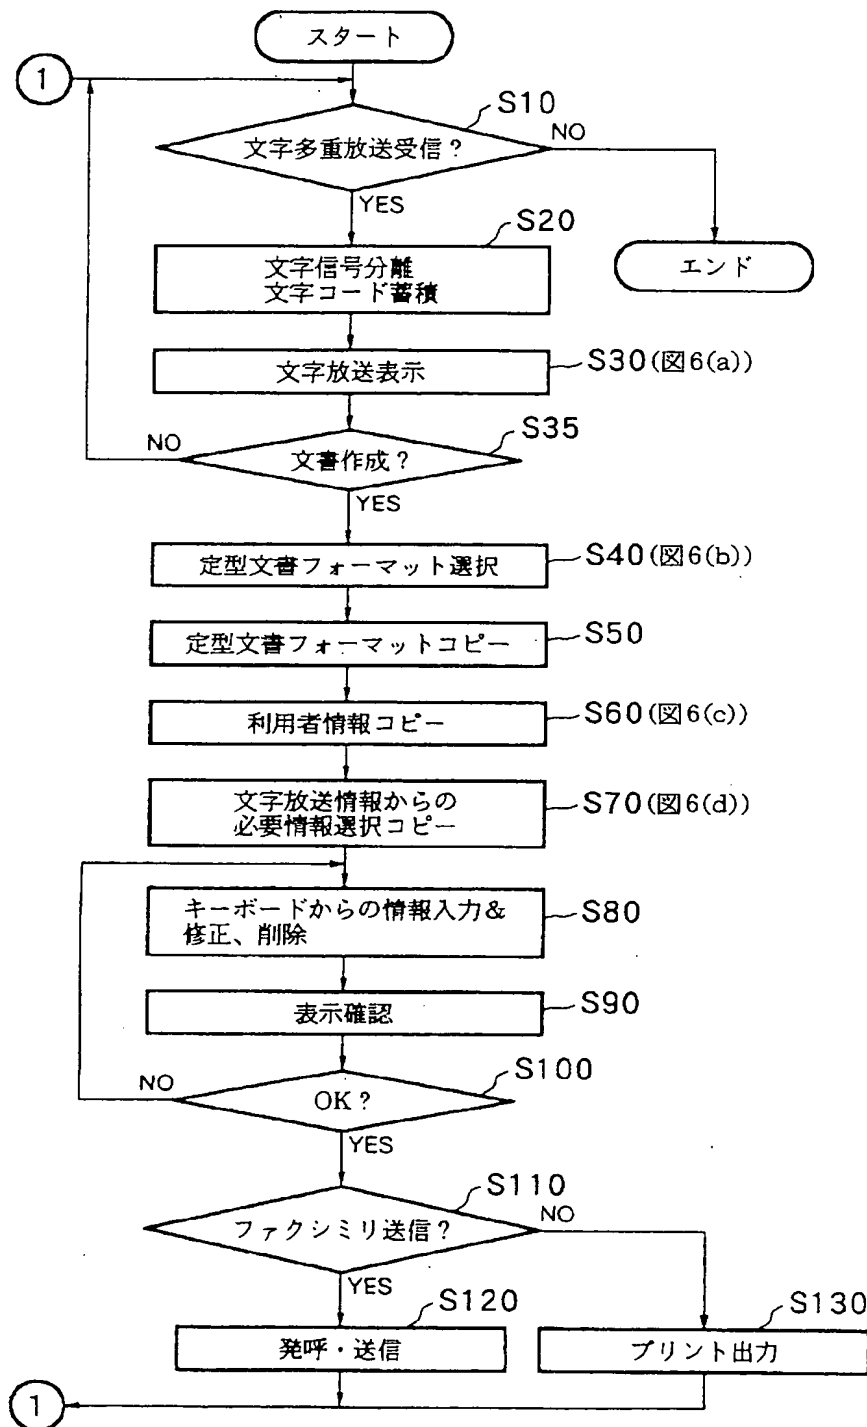 スタート
1
S10
文字多重放送受信？
NO
YES
S20
文字信号分離
文字コード蓄積
エンド
文字放送表示
S30(図6(a))
S35
NO
文書作成？
YES
定型文書フォーマット選択
S40(図6(b))
定型文書フォーマットコピー
S50
利用者情報コピー
S60(図6(c))
文字放送情報からの
必要情報選択コピー
S70(図6(d))
キーボードからの情報入力&
修正、削除
S80
表示確認
S90
S100
NO
OK？
YES
S110
ファクシミリ送信？
NO
YES
S120
発呼・送信
S130
プリント出力
1